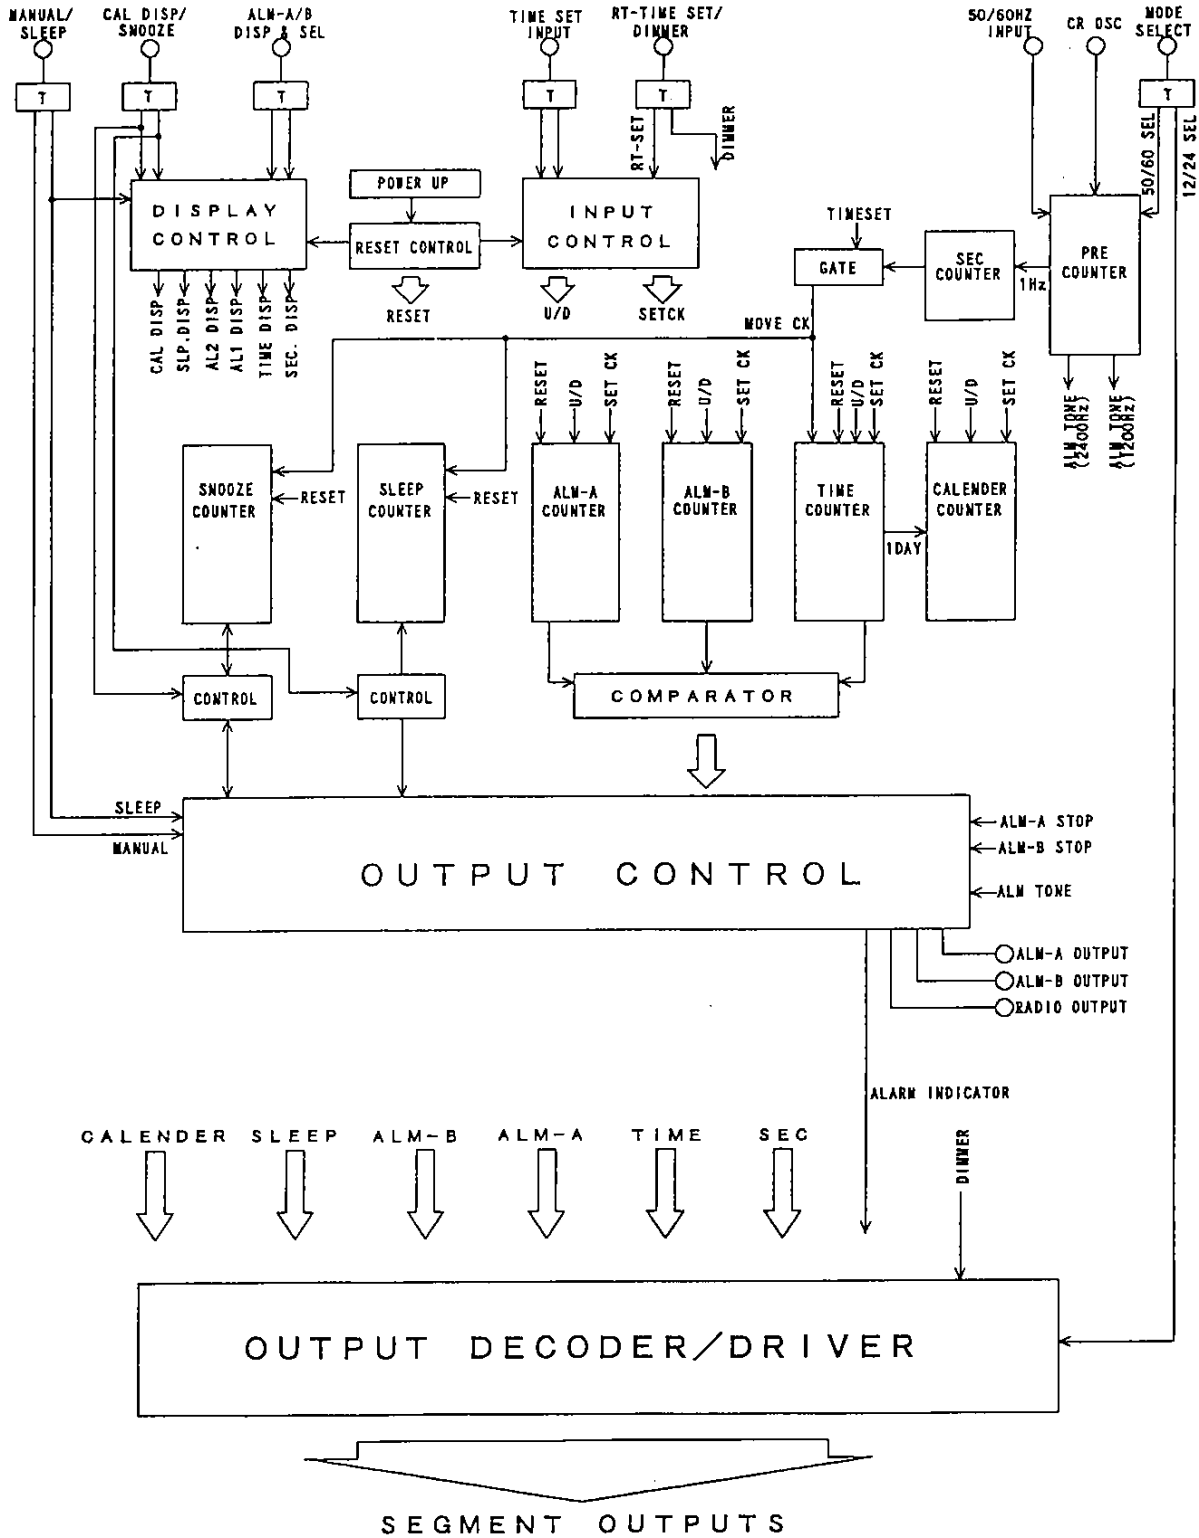 MANUAL/
SLEEP
CAL DISP/
SNOOZE
ALM-A/B
DISP & SEL
TIME SET
INPUT
RT-TIME SET/
DIMMER
50/60HZ
INPUT
CR OSC
MODE
SELECT
T
T
T
T
T
T
RT-SET
DIMMER
50/60 SEL
12/24 SEL
DISPLAY
CONTROL
POWER UP
RESET CONTROL
INPUT
CONTROL
TIMESET
GATE
SEC
COUNTER
1Hz
PRE
COUNTER
CAL DISP
SLP.DISP
AL2 DISP
AL1 DISP
TIME DISP
SEC. DISP
RESET
U/D
SETCK
MOVE CK
ALM TONE
(2400Hz)
ALM TONE
(1200Hz)
RESET
U/D
SET CK
RESET
U/D
SET CK
RESET
U/D
SET CK
RESET
U/D
SET CK
SNOOZE
COUNTER
RESET
SLEEP
COUNTER
RESET
ALM-A
COUNTER
ALM-B
COUNTER
TIME
COUNTER
1DAY
CALENDER
COUNTER
CONTROL
CONTROL
COMPARATOR
SLEEP
MANUAL
OUTPUT CONTROL
ALM-A STOP
ALM-B STOP
ALM TONE
ALM-A OUTPUT
ALM-B OUTPUT
RADIO OUTPUT
ALARM INDICATOR
CALENDER
SLEEP
ALM-B
ALM-A
TIME
SEC
DIMMER
OUTPUT DECODER/DRIVER
SEGMENT OUTPUTS